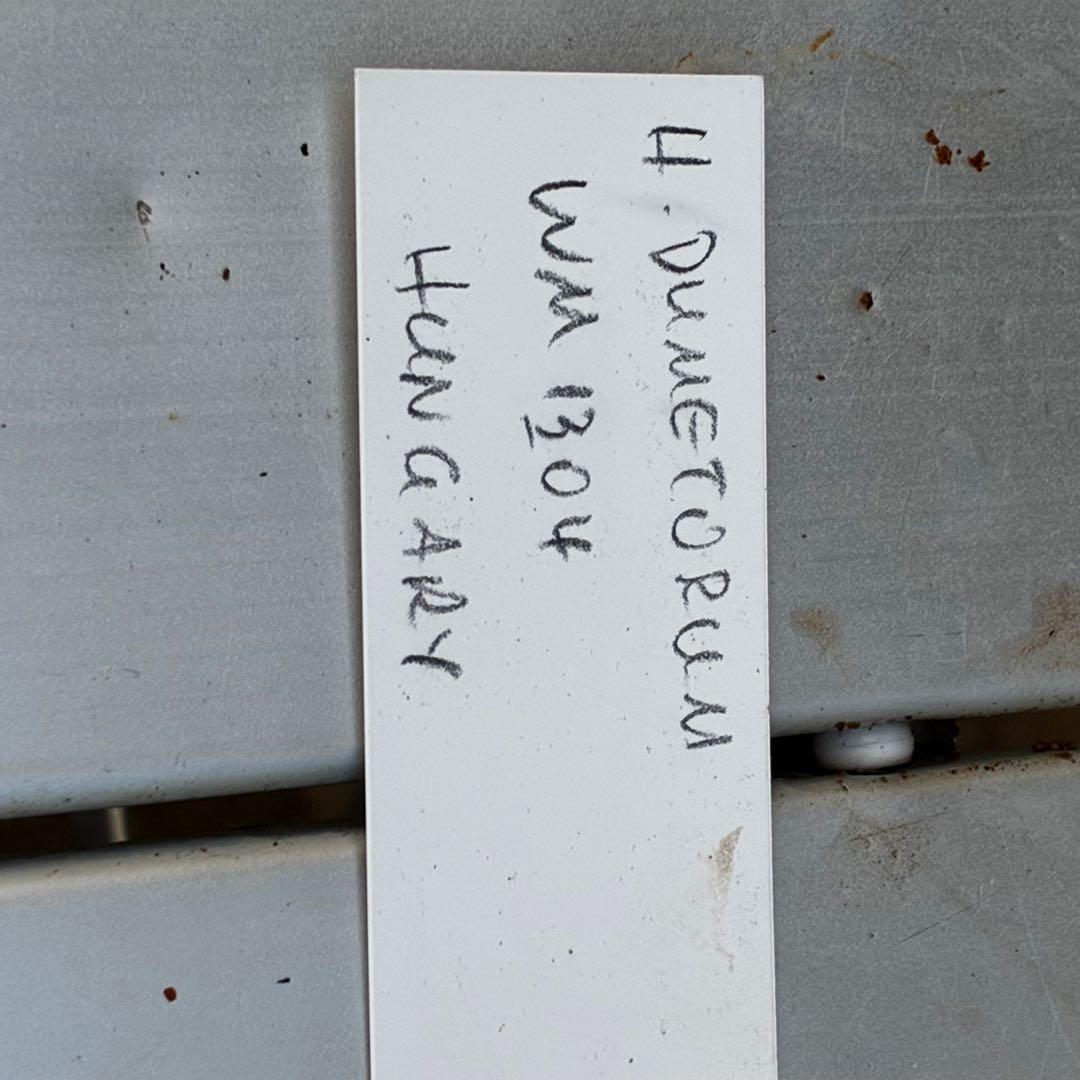 H. DUMETORUM
WM 1304
HUNGARY